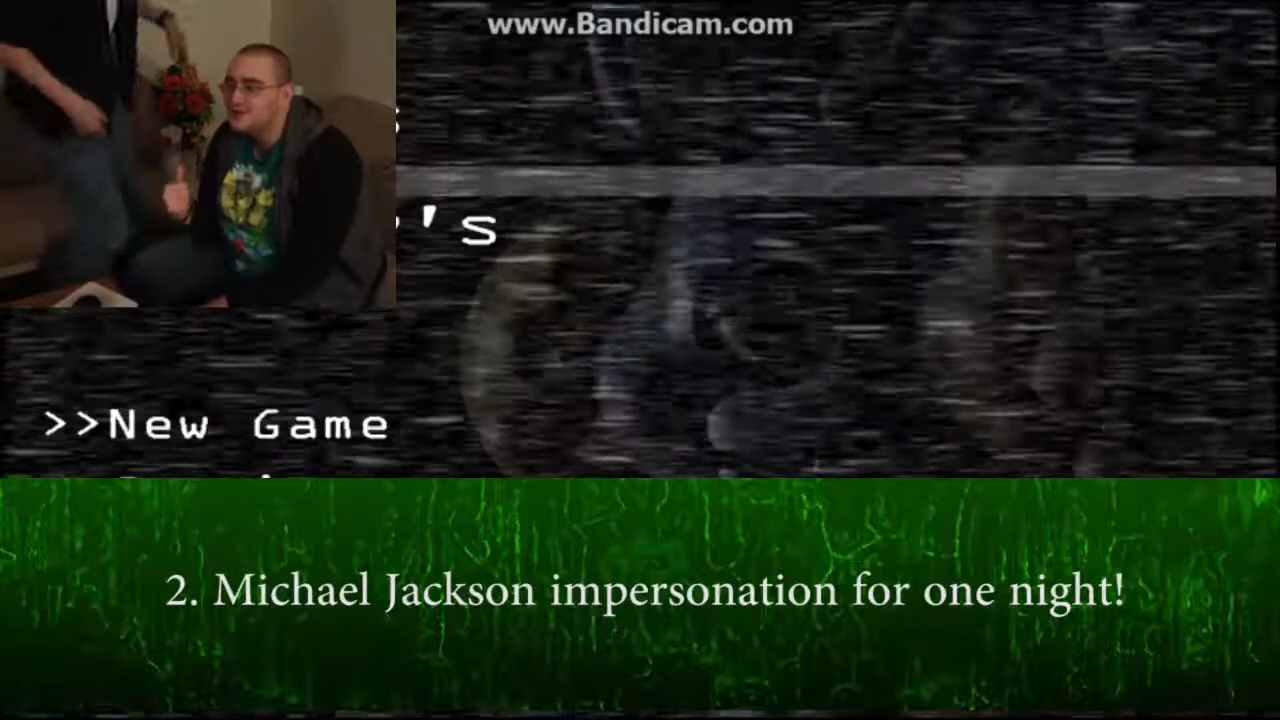 www.Bandicam.com
s
y's
>>New Game
2. Michael Jackson impersonation for one night!